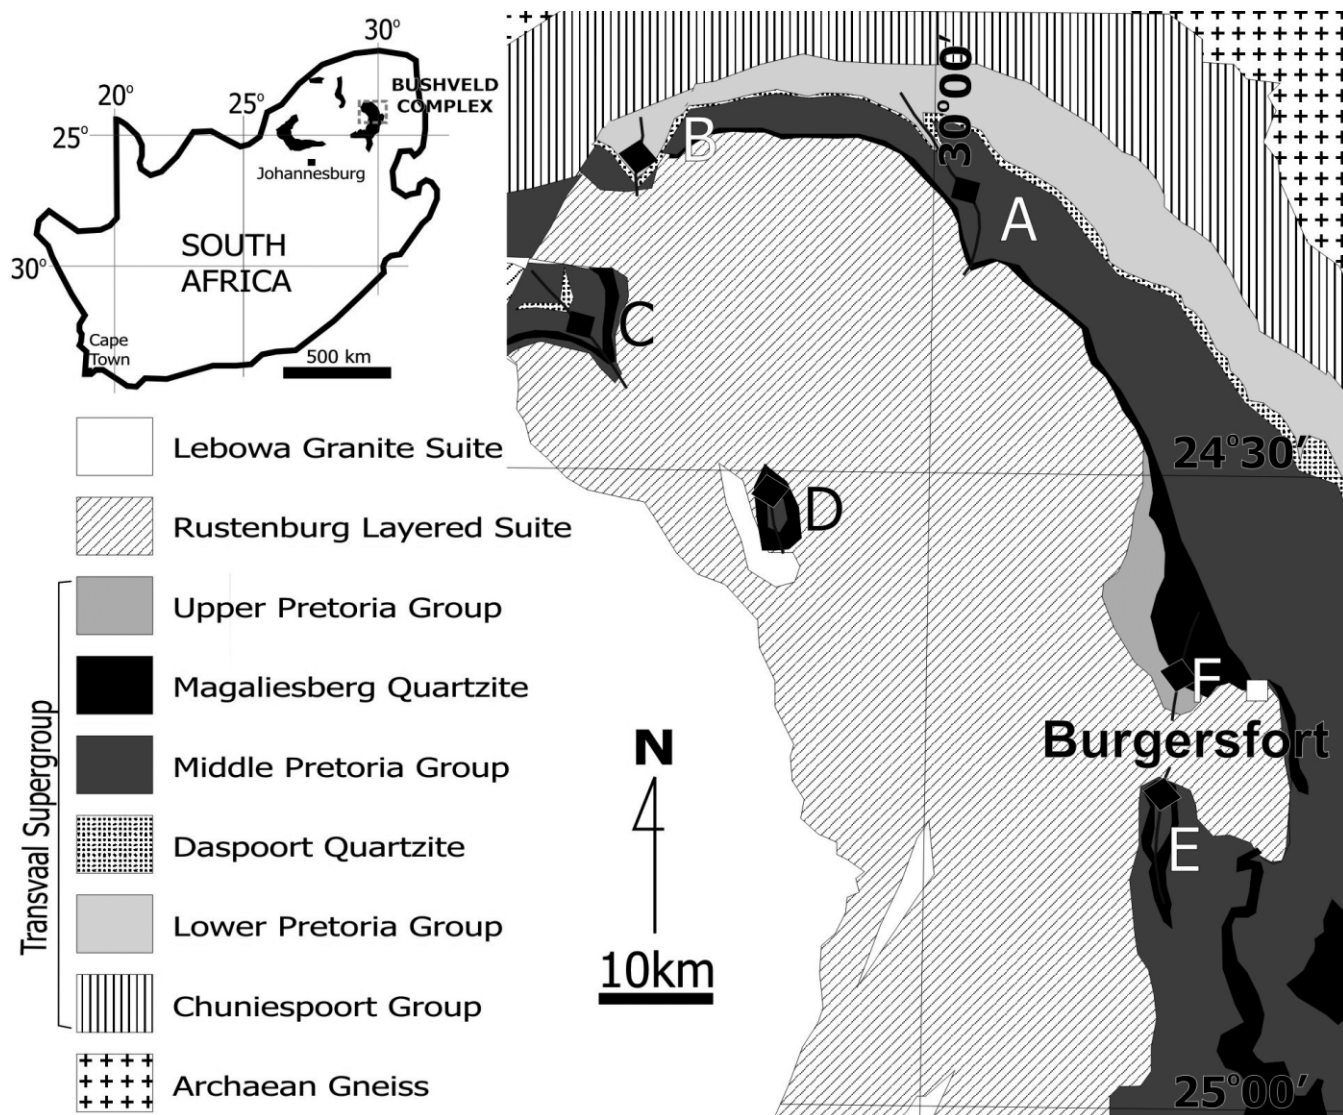 30°
20°
25°
BUSHVELD
COMPLEX
25°
Johannesburg
SOUTH
AFRICA
30°
Cape
Town
500 km
Lebowa Granite Suite
Rustenburg Layered Suite
Upper Pretoria Group
Magaliesberg Quartzite
Middle Pretoria Group
Daspoort Quartzite
Lower Pretoria Group
Chuniespoort Group
Archaean Gneiss
Transvaal Supergroup
30°00'
B
A
C
24°30'
D
F
Burgersfort
N
E
10km
25°00'